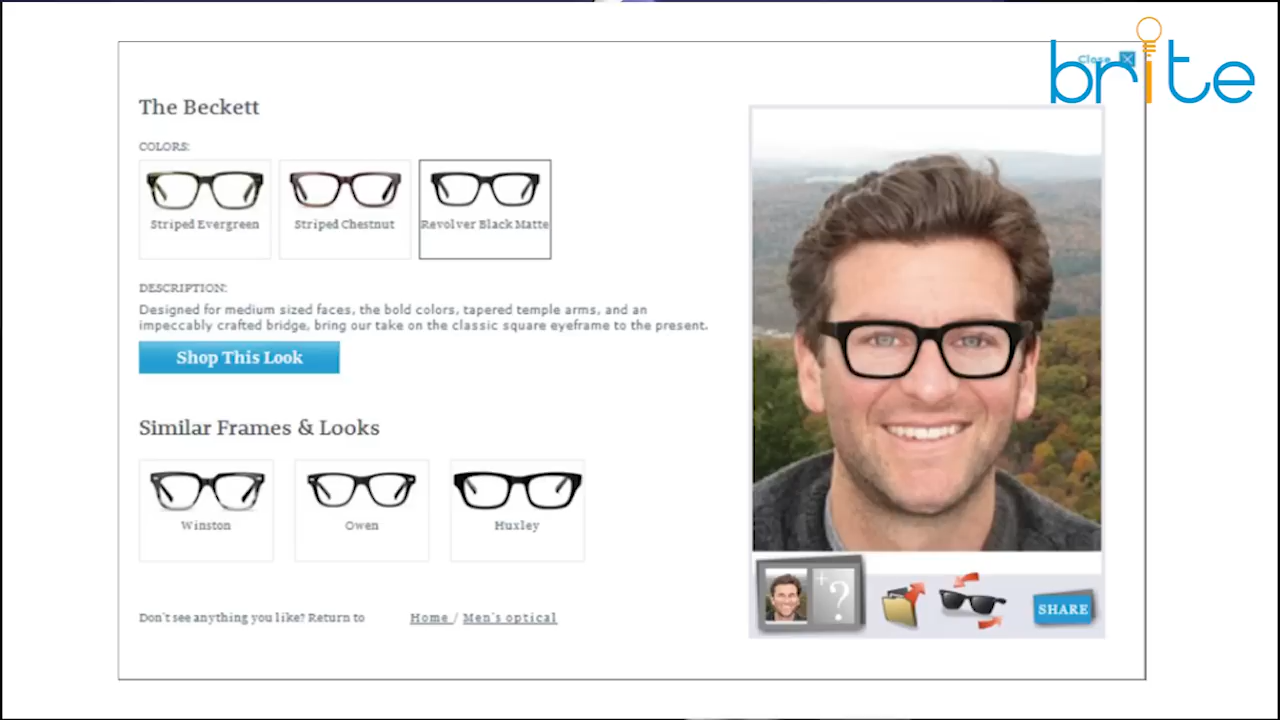 brite
Close
The Beckett
COLORS:
Striped Evergreen
Striped Chestnut
Revolver Black Matte
DESCRIPTION:
Designed for medium sized faces, the bold colors, tapered temple arms, and an
impeccably crafted bridge, bring our take on the classic square eyeframe to the present.
Shop This Look
Similar Frames & Looks
Winston
Owen
Huxley
Don't see anything you like? Return to Home / Men's optical
+?
SHARE